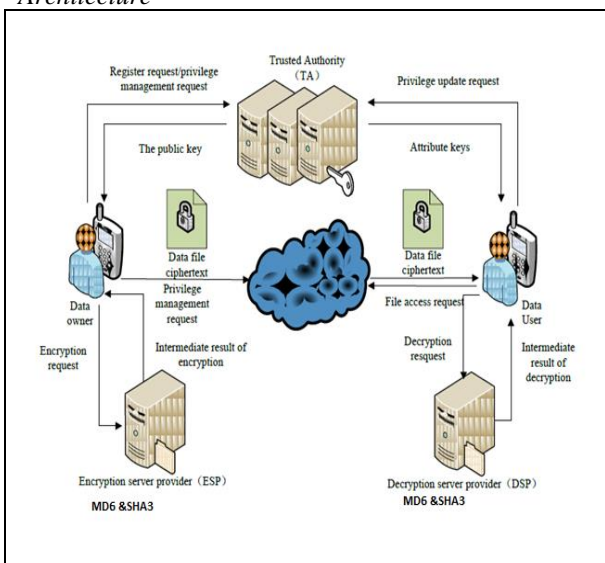 Architecture
Trusted Authority
(TA)
Register request/privilege
management request
Privilege update request
The public key
Attribute keys
Data file
ciphertext
Data file
ciphertext
Privilege
management
request
File access request
Data
owner
Data
User
Encryption
request
Intermediate result of
encryption
Decryption
resquest
Intermediate
result of
decryption
Encryption server provider (ESP)
Decryption server provider (DSP)
MD6 &SHA3
MD6 &SHA3